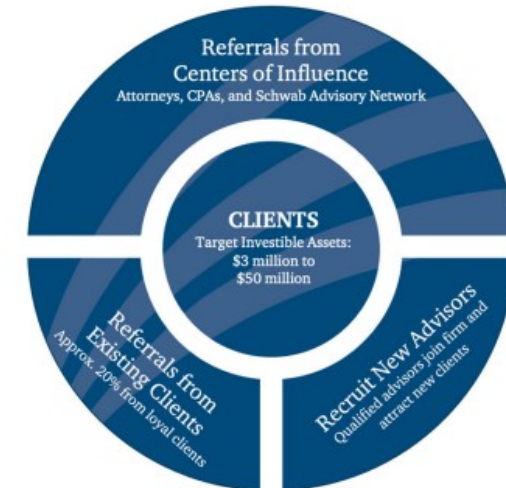 Referrals from
Centers of Influence
Attorneys, CPAs, and Schwab Advisory Network
CLIENTS
Target Investible Assets:
$3 million to
$50 million
Referrals from
Existing Clients
Approx. 20% from loyal clients
Recruit New Advisors
Qualified advisors join firm and
attract new clients